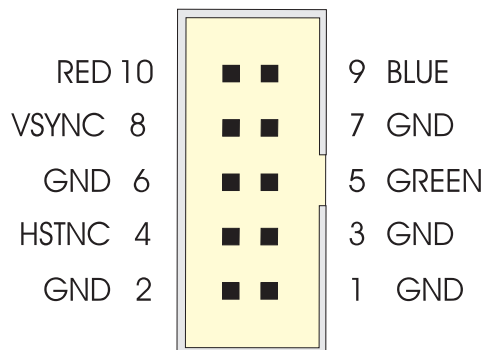 RED 10 9 BLUE
VSYNC 8 7 GND
GND 6 5 GREEN
HSTNC 4 3 GND
GND 2 1 GND